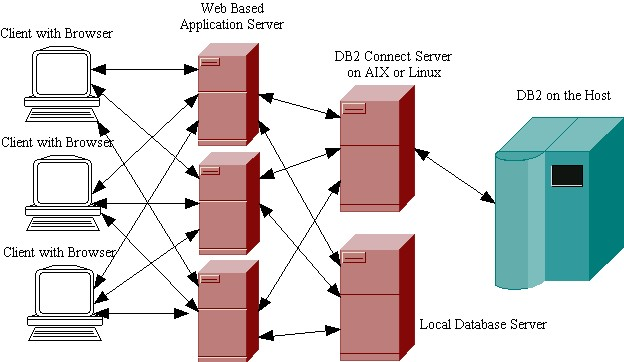 Web Based
Application Server
Client with Browser
DB2 Connect Server
on AIX or Linux
DB2 on the Host
Client with Browser
Client with Browser
Local Database Server